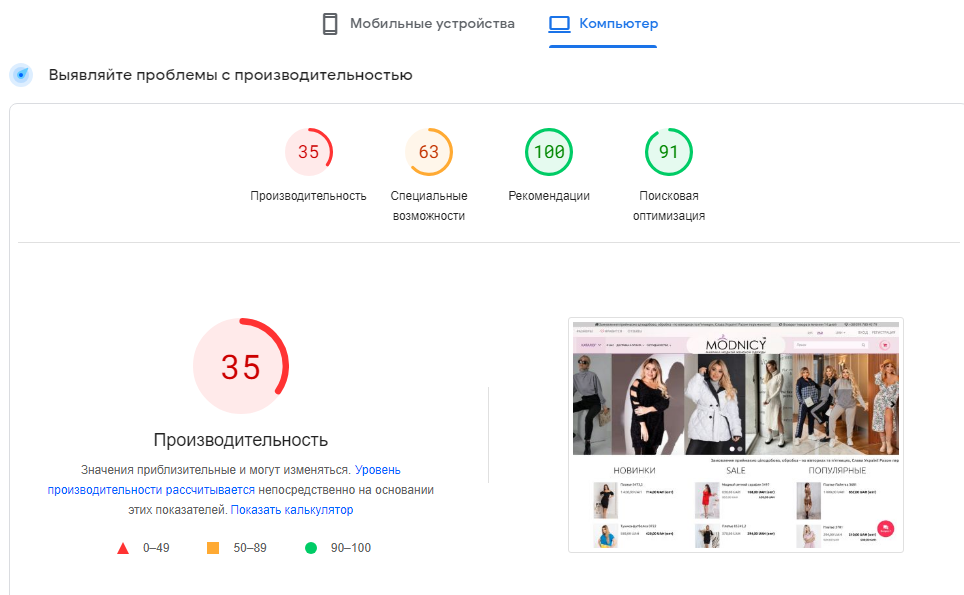 Мобильные устройства
Компьютер
Выявляйте проблемы с производительностью
35
63
100
91
Производительность
Специальные
возможности
Рекомендации
Поисковая
оптимизация
35
Производительность
Значения приблизительные и могут изменяться. Уровень
производительности рассчитывается непосредственно на основании
этих показателей. Показать калькулятор
0–49
50–89
90–100
MODNICY
НОВИНКИ
SALE
ПОПУЛЯРНЫЕ